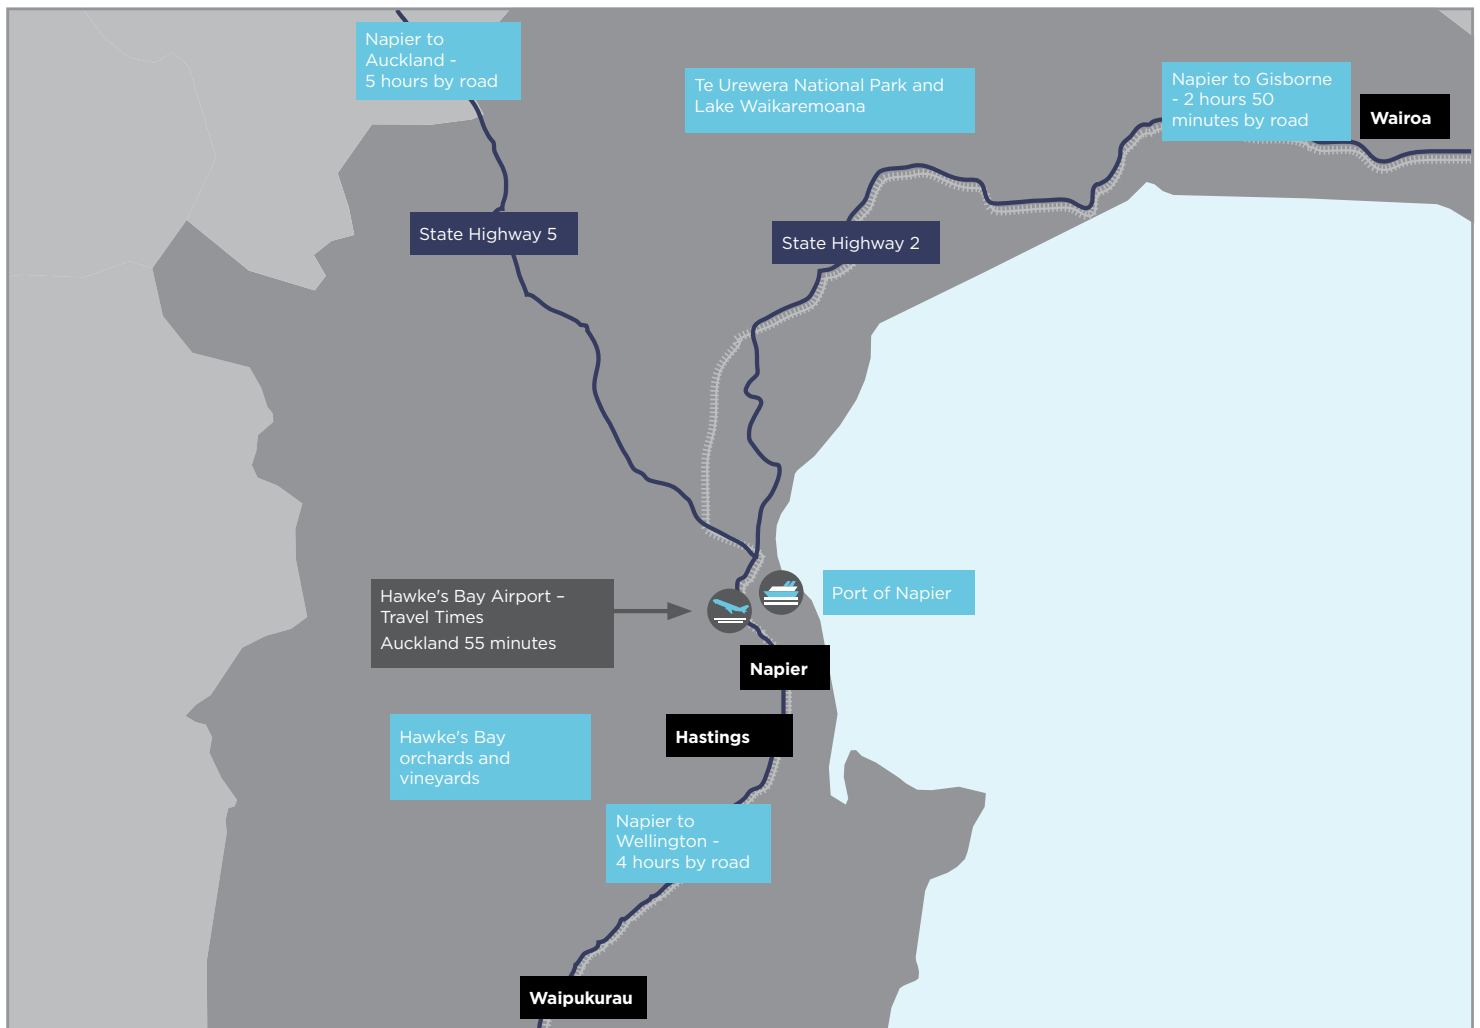 Napier to
Auckland -
5 hours by road
Te Urewera National Park and
Lake Waikaremoana
Napier to Gisborne
- 2 hours 50
minutes by road
Wairoa
State Highway 5
State Highway 2
Hawke's Bay Airport –
Travel Times
Auckland 55 minutes
Port of Napier
Napier
Hawke's Bay
orchards and
vineyards
Hastings
Napier to
Wellington -
4 hours by road
Waipukurau